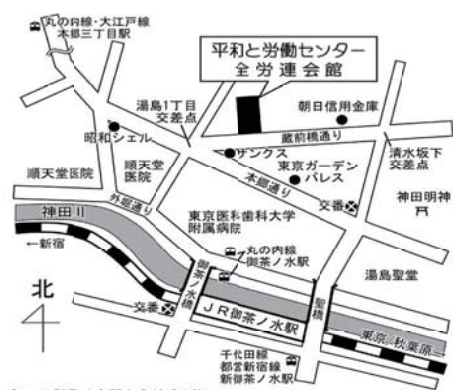 丸の内線・大江戸線
本郷三丁目駅
平和と労働センター
全労連会館
湯島1丁目
交差点
朝日信用金庫
昭和シェル
蔵前橋通り
サンクス
清水坂下
交差点
順天堂医院
順天堂
医院
本郷通り
東京ガーデン
パレス
外堀通り
神田明神
交番
神田川
東京医科歯科大学
附属病院
←新宿
丸の内線
御茶ノ水駅
湯島聖堂
御茶ノ水橋
聖橋
北
交番
JR御茶ノ水駅
東京・秋葉原→
千代田線
都営新宿線
新御茶ノ水駅